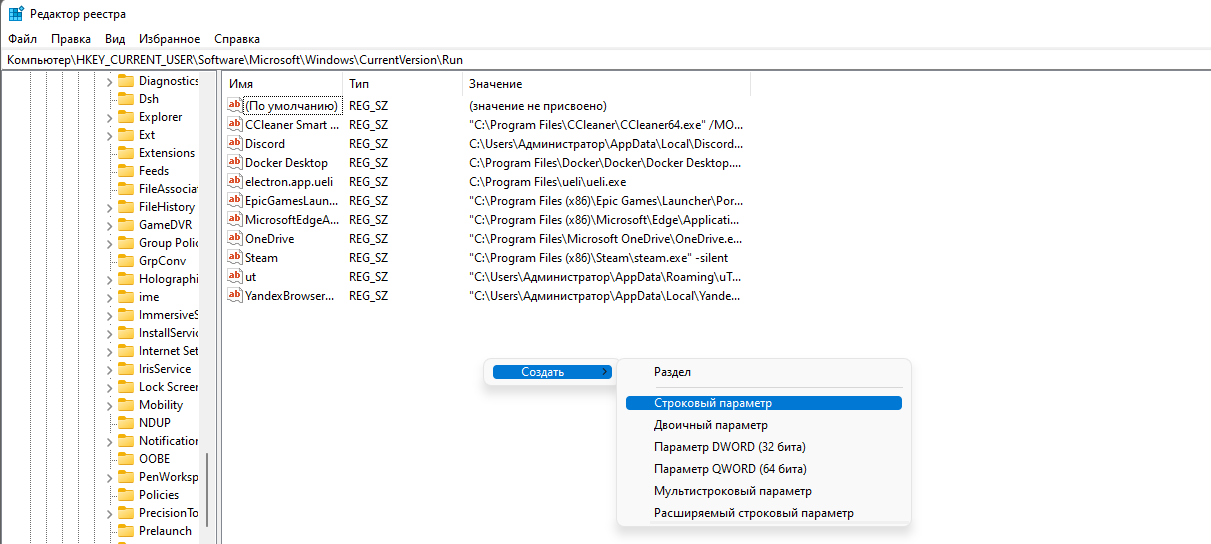 Редактор реестра
Файл Правка Вид Избранное Справка
Компьютер\HKEY_CURRENT_USER\Software\Microsoft\Windows\CurrentVersion\Run
Diagnostics
Dsh
Explorer
Ext
Extensions
Feeds
FileAssociat
FileHistory
GameDVR
Group Polic
GrpConv
Holographi
ime
ImmersiveS
InstallServic
Internet Set
IrisService
Lock Screen
Mobility
NDUP
Notification
OOBE
PenWorksp
Policies
PrecisionTo
Prelaunch
Имя Тип Значение
(По умолчанию) REG_SZ (значение не присвоено)
CCleaner Smart ... REG_SZ "C:\Program Files\CCleaner\CCleaner64.exe" /MO...
Discord REG_SZ C:\Users\Администратор\AppData\Local\Discord...
Docker Desktop REG_SZ C:\Program Files\Docker\Docker\Docker Desktop....
electron.app.ueli REG_SZ C:\Program Files\ueli\ueli.exe
EpicGamesLaun... REG_SZ "C:\Program Files (x86)\Epic Games\Launcher\Por...
MicrosoftEdgeA... REG_SZ "C:\Program Files (x86)\Microsoft\Edge\Applicati...
OneDrive REG_SZ "C:\Program Files\Microsoft OneDrive\OneDrive.e...
Steam REG_SZ "C:\Program Files (x86)\Steam\steam.exe" -silent
ut REG_SZ "C:\Users\Администратор\AppData\Roaming\uT...
YandexBrowser... REG_SZ "C:\Users\Администратор\AppData\Local\Yande...
Создать
Раздел
Строковый параметр
Двоичный параметр
Параметр DWORD (32 бита)
Параметр QWORD (64 бита)
Мультистроковый параметр
Расширяемый строковый параметр